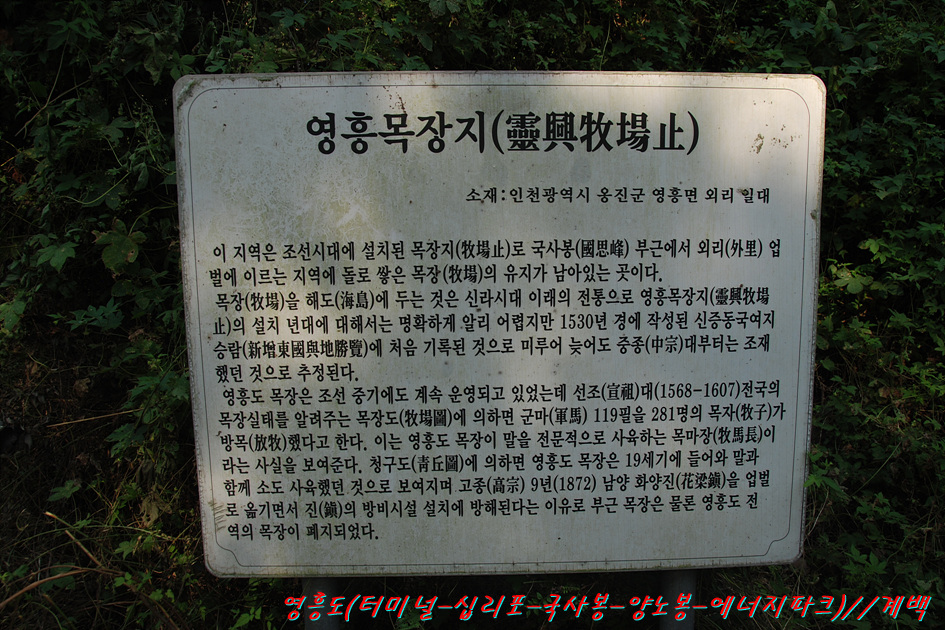 영흥목장지(靈興牧場止)
소재:인천광역시 옹진군 영흥면 외리 일대
이 지역은 조선시대에 설치된 목장지(牧場止)로 국사봉(國思峰) 부근에서 외리(外里) 업
벌에 이르는 지역에 돌로 쌓은 목장(牧場)의 유지가 남아있는 곳이다.
목장(牧場)을 해도(海島)에 두는 것은 신라시대 이래의 전통으로 영흥목장지(靈興牧場
止)의 설치 년대에 대해서는 명확하게 알리 어렵지만 1530년 경에 작성된 신증동국여지
승람(新增東國與地勝覽)에 처음 기록된 것으로 미루어 늦어도 중종(中宗)대부터는 조재
했던 것으로 추정된다.
영흥도 목장은 조선 중기에도 계속 운영되고 있었는데 선조(宣祖)대(1568-1607)전국의
목장실태를 알려주는 목장도(牧場圖)에 의하면 군마(軍馬) 119필을 281명의 목자(牧子)가
방목(放牧)했다고 한다. 이는 영흥도 목장이 말을 전문적으로 사육하는 목마장(牧馬長)이
라는 사실을 보여준다. 청구도(靑丘圖)에 의하면 영흥도 목장은 19세기에 들어와 말과
함께 소도 사육했던 것으로 보여지며 고종(高宗) 9년(1872) 남양 화양진(花梁鎭)을 업벌
로 옮기면서 진(鎭)의 방비시설 설치에 방해된다는 이유로 부근 목장은 물론 영흥도 전
역의 목장이 폐지되었다.
영흥도(터미널-십리포-국사봉-양노봉-에너지파크)//계백